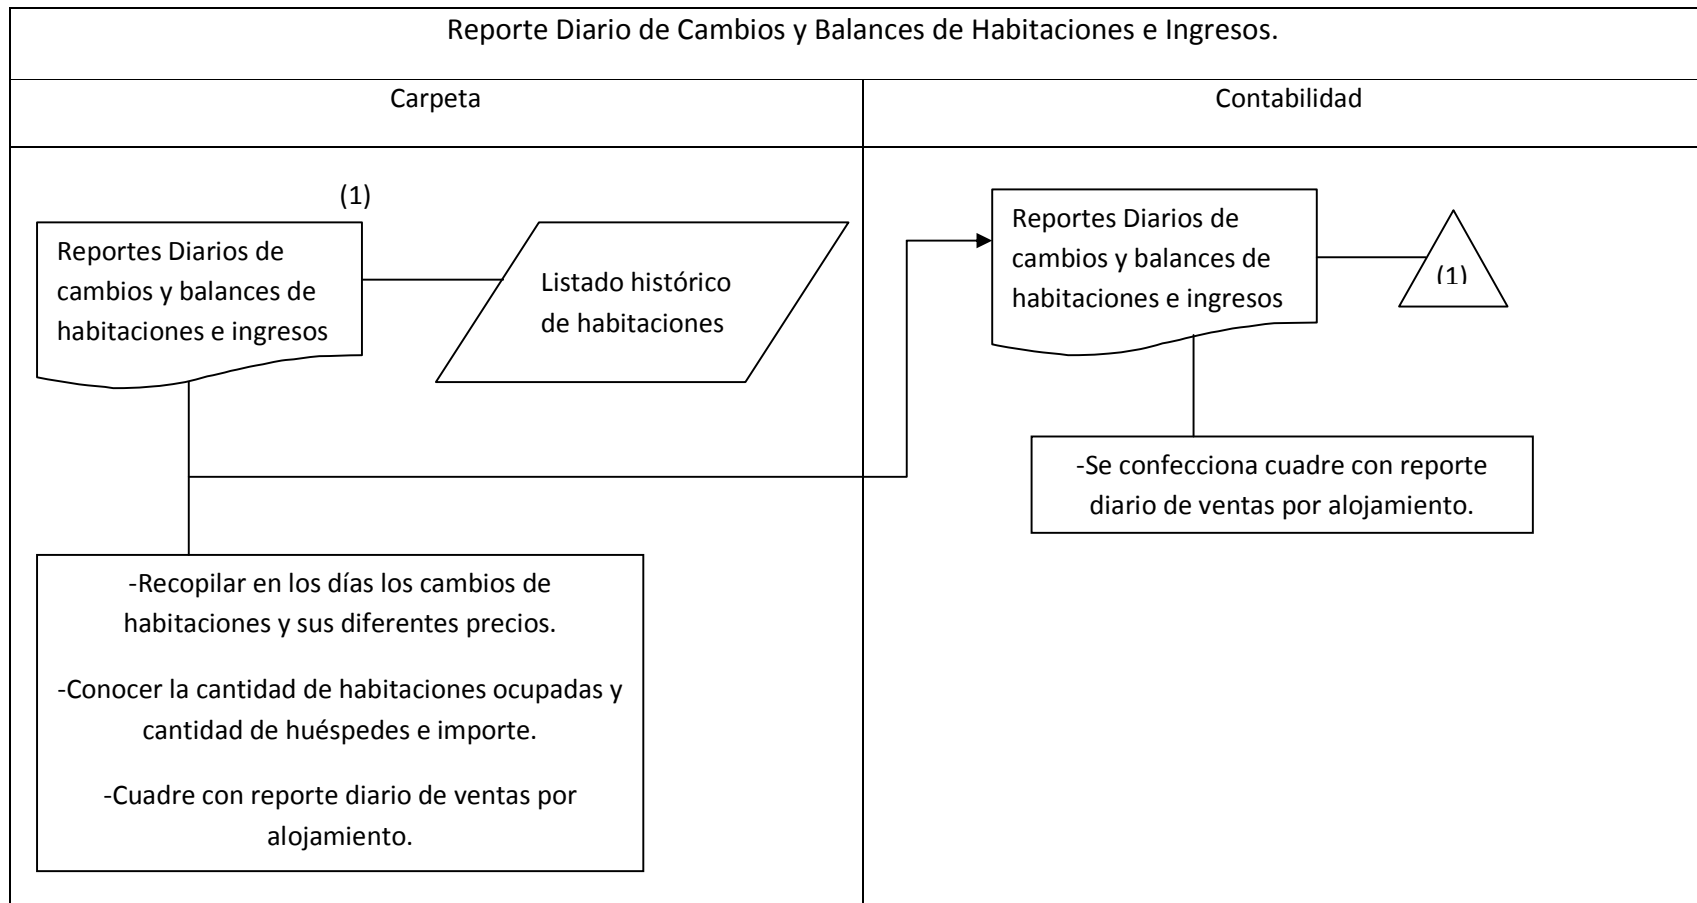 Reporte Diario de Cambios y Balances de Habitaciones e Ingresos.
Carpeta
Contabilidad
(1)
Reportes Diarios de
cambios y balances de
habitaciones e ingresos
Listado histórico
de habitaciones
-Recopilar en los días los cambios de
habitaciones y sus diferentes precios.
-Conocer la cantidad de habitaciones ocupadas y
cantidad de huéspedes e importe.
-Cuadre con reporte diario de ventas por
alojamiento.
Reportes Diarios de
cambios y balances de
habitaciones e ingresos
(1)
-Se confecciona cuadre con reporte
diario de ventas por alojamiento.